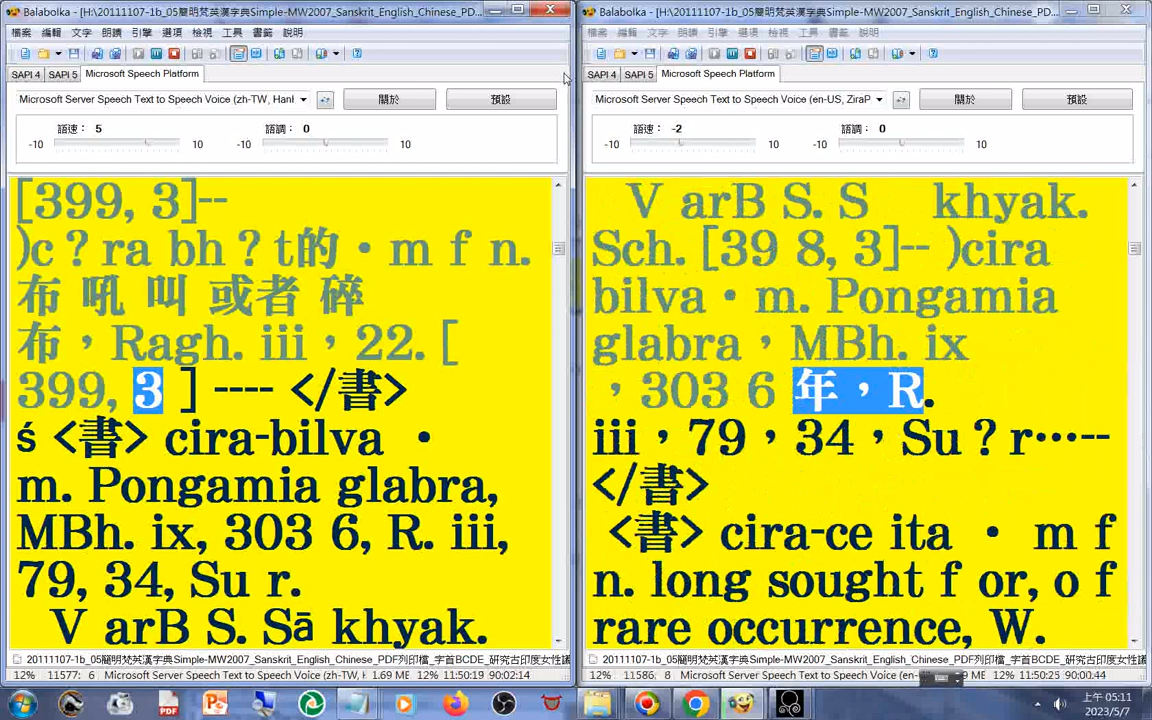 Balabolka - [H:\20111107-1b_05簡明梵英漢字典Simple-MW2007_Sanskrit_English_Chinese_PD...
檔案 編輯 文字 朗讀 引擎 選項 檢視 工具 書籤 說明
SAPI 4 SAPI 5 Microsoft Speech Platform
Microsoft Server Speech Text to Speech Voice (zh-TW, HanI
關於 預設
語速： 5 語調： 0
-10 10 -10 10
[399, 3]--
)c？ra bh？t的・m f n.
布 吼 叫 或者 碎
布，Ragh. iii，22. [
399, 3 ] ---- </書>
ś <書> cira-bilva ・
m. Pongamia glabra,
MBh. ix, 303 6, R. iii,
79, 34, Su r.
V arB S. Sā khyak.
20111107-1b_05簡明梵英漢字典Simple-MW2007_Sanskrit_English_Chinese_PDF列印檔_字首BCDE_研究古印度女性議
12% 11577: 6 Microsoft Server Speech Text to Speech Voice (zh-TW, H 1.69 ME 12% 11:50:19 90:02:14
Balabolka - [H:\20111107-1b_05簡明梵英漢字典Simple-MW2007_Sanskrit_English_Chinese_PD...
檔案 編輯 文字 朗讀 引擎 選項 檢視 工具 書籤 說明
SAPI 4 SAPI 5 Microsoft Speech Platform
Microsoft Server Speech Text to Speech Voice (en-US, ZiraP
關於 預設
語速： -2 語調： 0
-10 10 -10 10
V arB S. S khyak.
Sch. [39 8, 3]-- )cira
bilva・m. Pongamia
glabra，MBh. ix
，303 6 年，R.
iii，79，34，Su？r…--
</書>
<書> cira-ce ita ・ m f
n. long sought f or, o f
rare occurrence, W.
20111107-1b_05簡明梵英漢字典Simple-MW2007_Sanskrit_English_Chinese_PDF列印檔_字首BCDE_研究古印度女性議
12% 11586, 8 Microsoft Server Speech Text to Speech Voice (en-U 12% 11:50:25 90:00:44
上午 05:11
2023/5/7